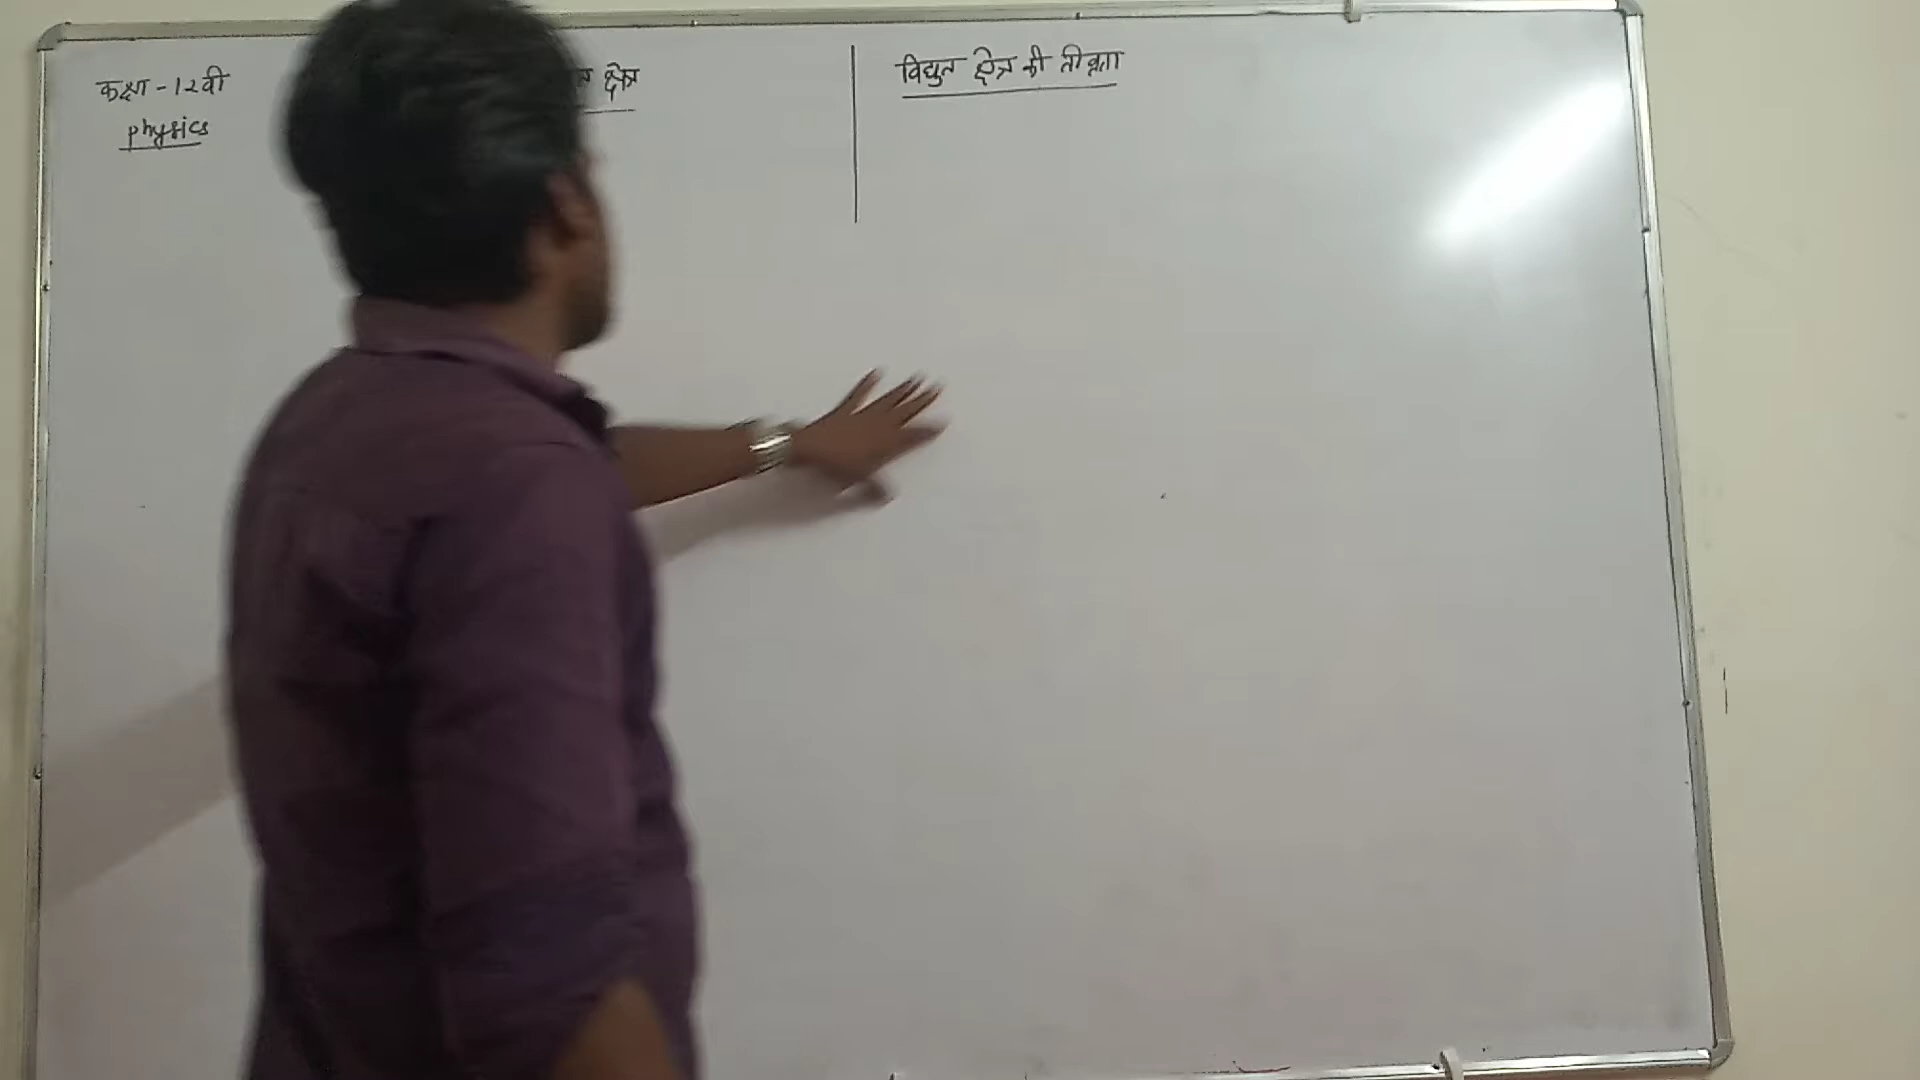 कक्षा - 12वी
physics
क्षेत्र
विद्युत क्षेत्र की तीव्रता